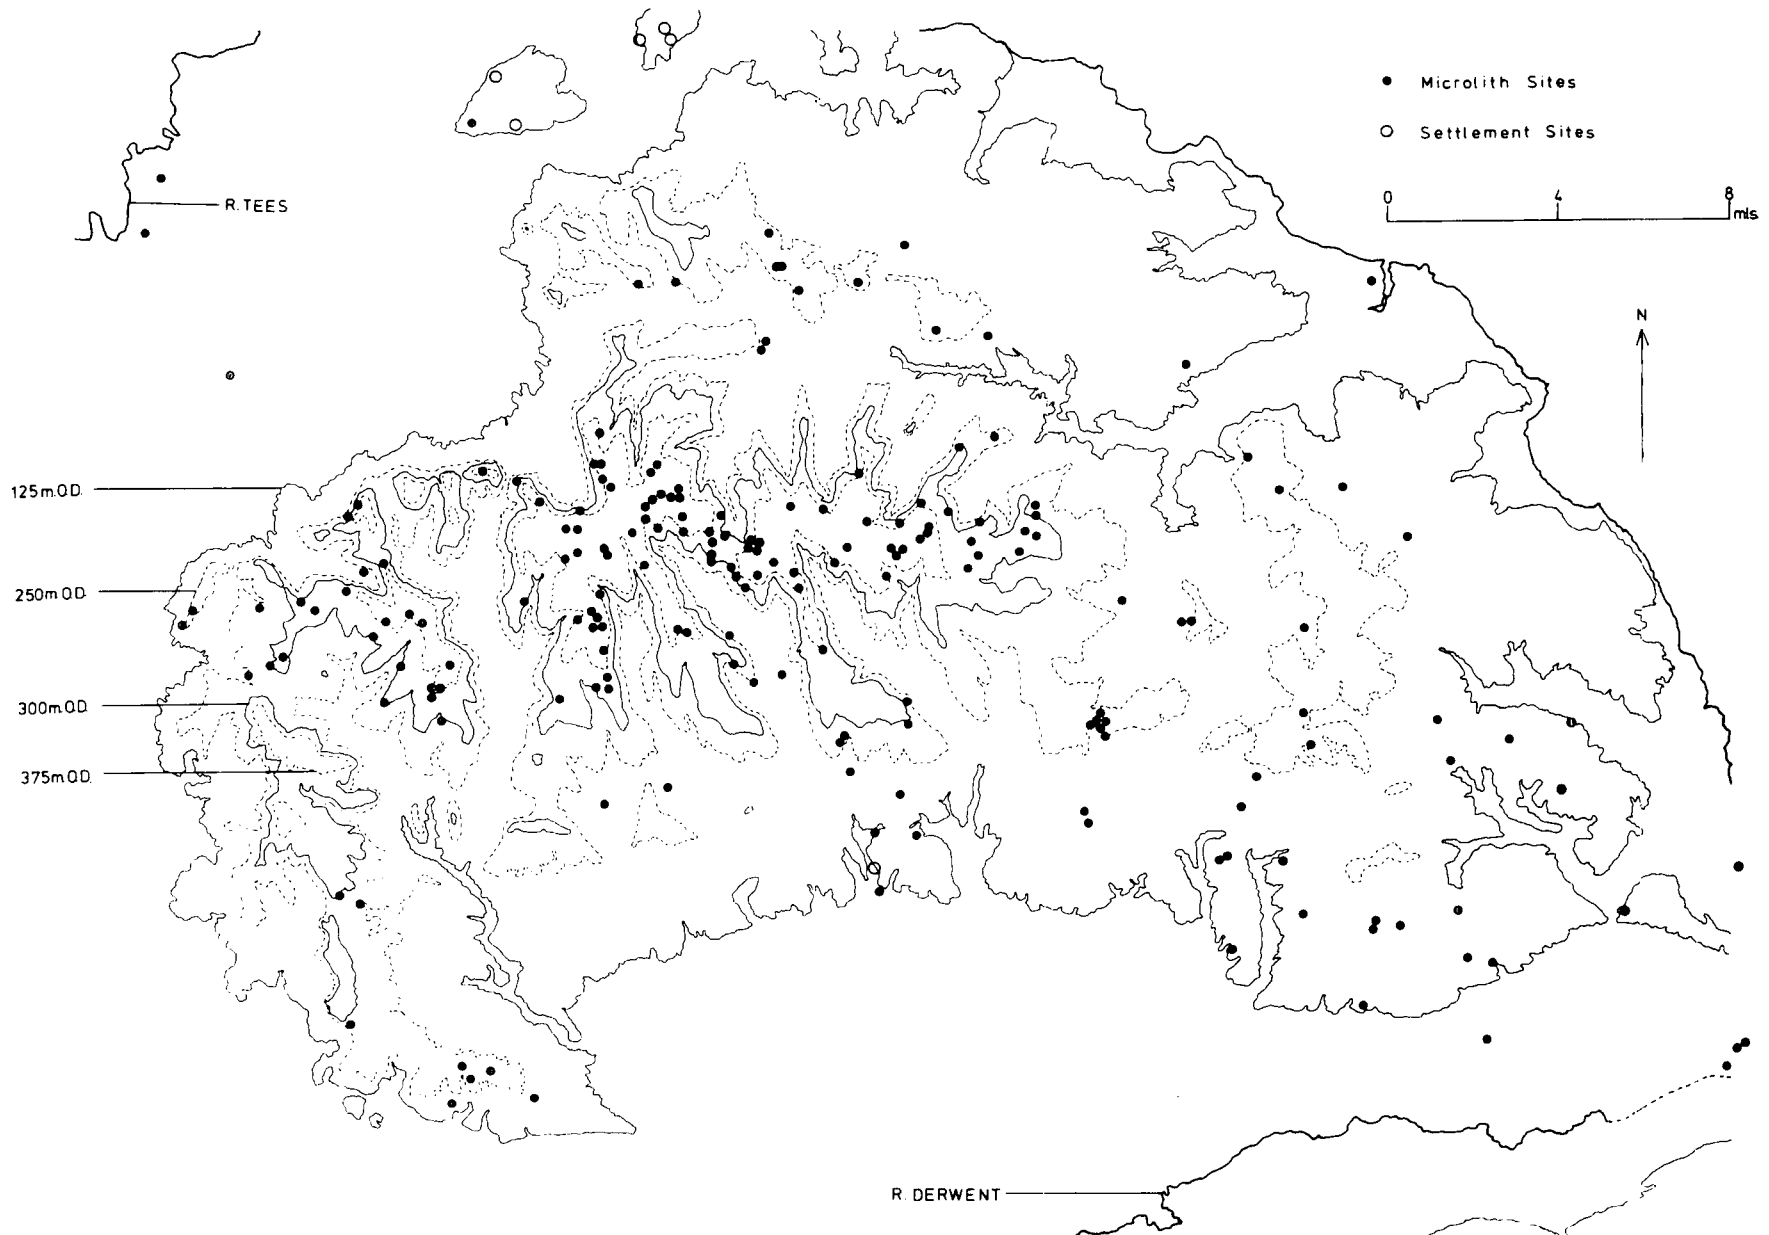 Microlith Sites
Settlement Sites
0 4 8
mls.
R. TEES
N
125m.O.D.
250m.O.D.
300m.O.D.
375m.O.D.
R. DERWENT